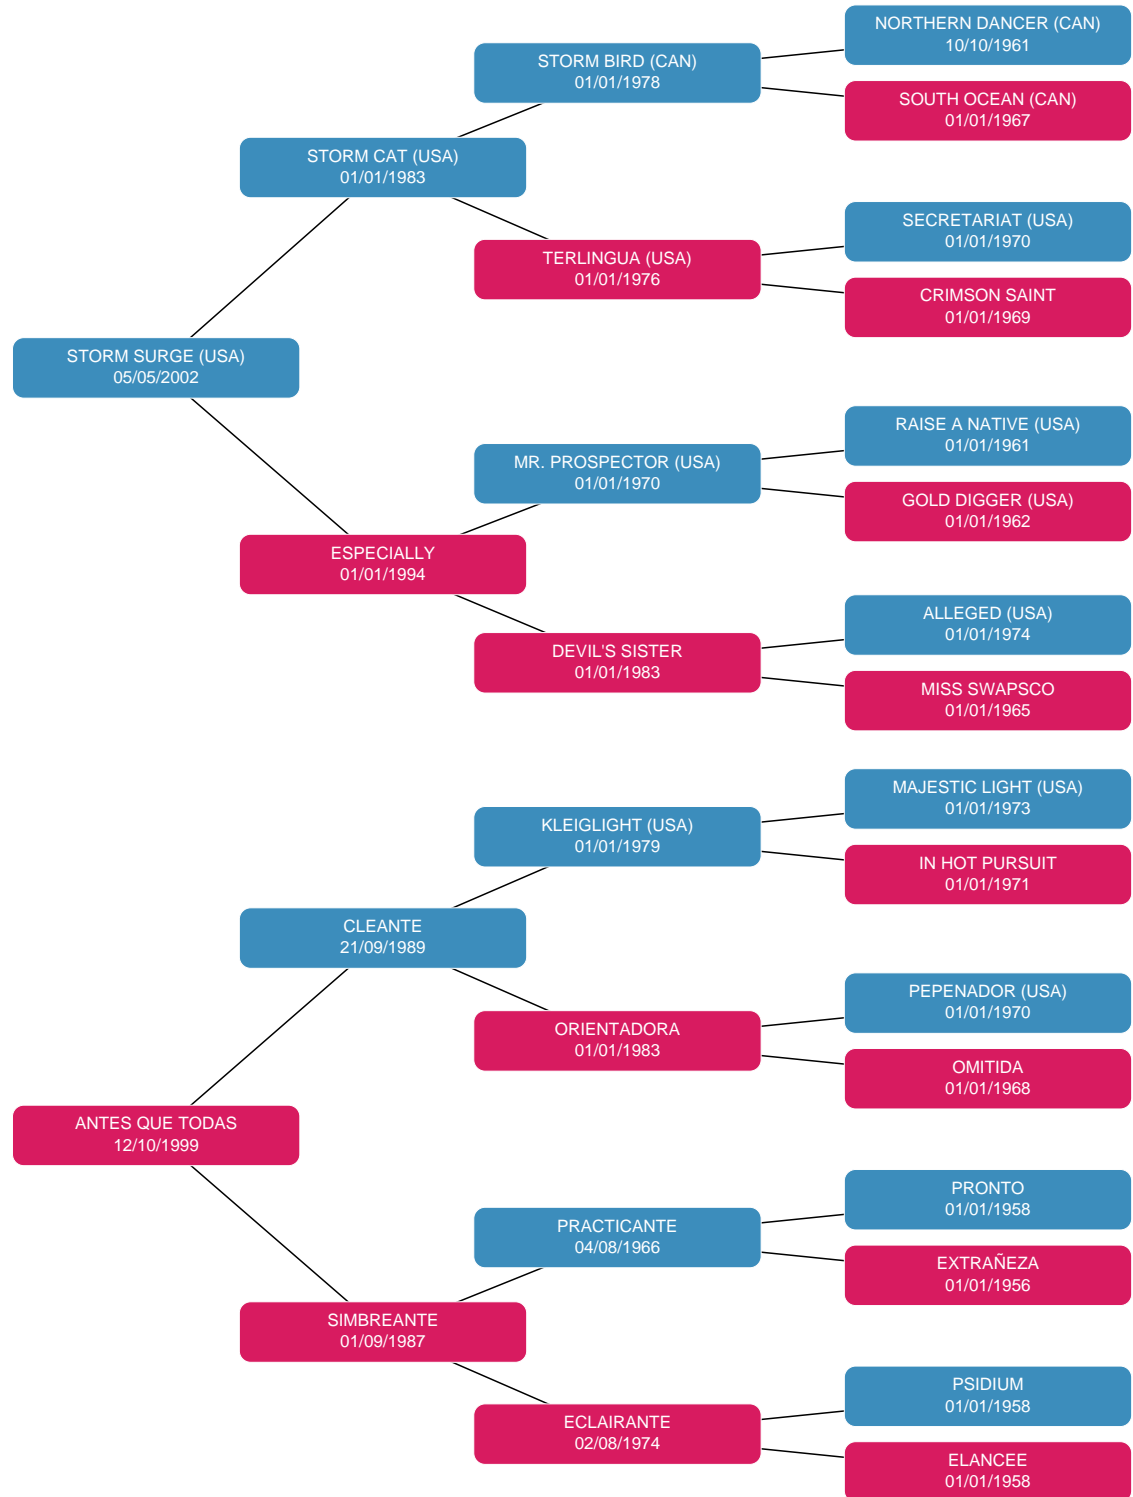 NORTHERN DANCER (CAN)
10/10/1961
STORM BIRD (CAN)
01/01/1978
SOUTH OCEAN (CAN)
01/01/1967
STORM CAT (USA)
01/01/1983
SECRETARIAT (USA)
01/01/1970
TERLINGUA (USA)
01/01/1976
CRIMSON SAINT
01/01/1969
STORM SURGE (USA)
05/05/2002
RAISE A NATIVE (USA)
01/01/1961
MR. PROSPECTOR (USA)
01/01/1970
GOLD DIGGER (USA)
01/01/1962
ESPECIALLY
01/01/1994
ALLEGED (USA)
01/01/1974
DEVIL'S SISTER
01/01/1983
MISS SWAPSCO
01/01/1965
MAJESTIC LIGHT (USA)
01/01/1973
KLEIGLIGHT (USA)
01/01/1979
IN HOT PURSUIT
01/01/1971
CLEANTE
21/09/1989
PEPENADOR (USA)
01/01/1970
ORIENTADORA
01/01/1983
OMITIDA
01/01/1968
ANTES QUE TODAS
12/10/1999
PRONTO
01/01/1958
PRACTICANTE
04/08/1966
EXTRAÑEZA
01/01/1956
SIMBREANTE
01/09/1987
PSIDIUM
01/01/1958
ECLAIRANTE
02/08/1974
ELANCEE
01/01/1958